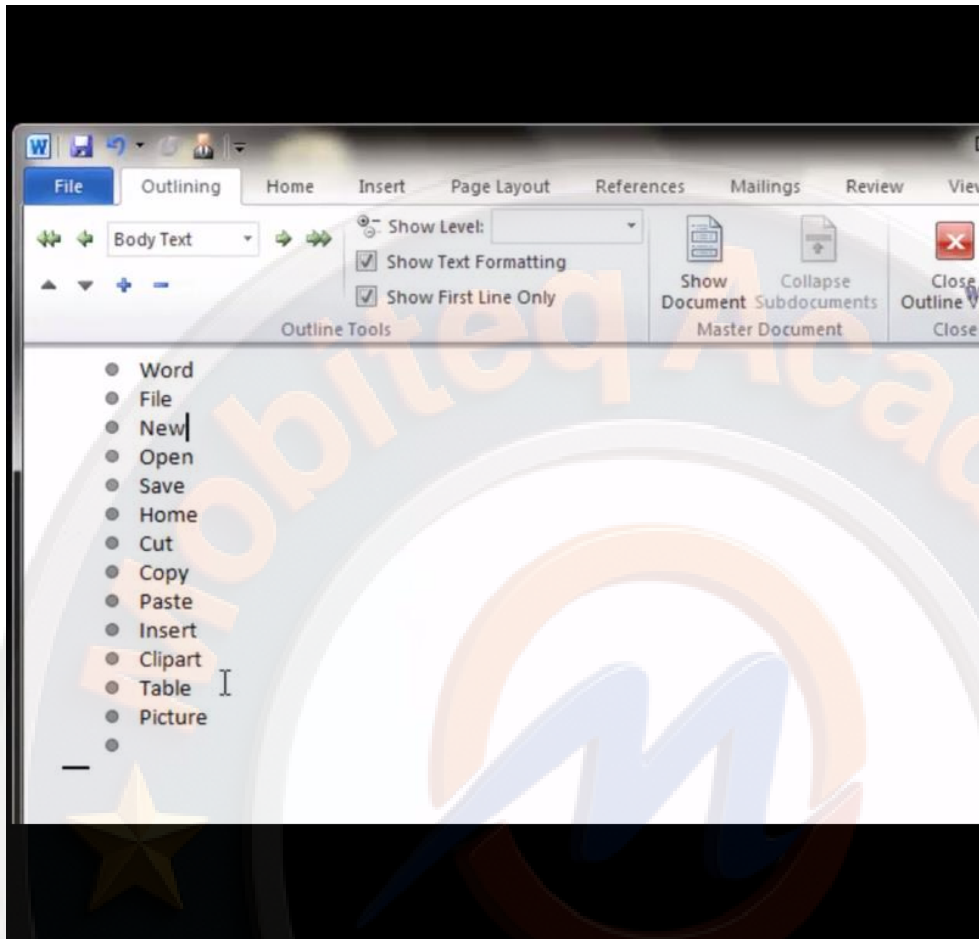 W
File Outlining Home Insert Page Layout References Mailings Review View
Body Text
Show Level:
Show Text Formatting
Show First Line Only
Outline Tools
Show Document
Collapse Subdocuments
Master Document
Close
Outline V
Close
Word
File
New
Open
Save
Home
Cut
Copy
Paste
Insert
Clipart
Table
Picture
Mobiteq Acad
M